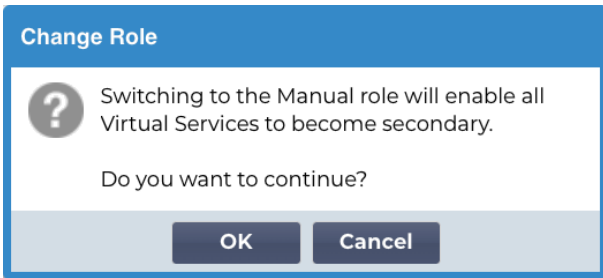 Change Role
Switching to the Manual role will enable all
Virtual Services to become secondary.
Do you want to continue?
OK
Cancel